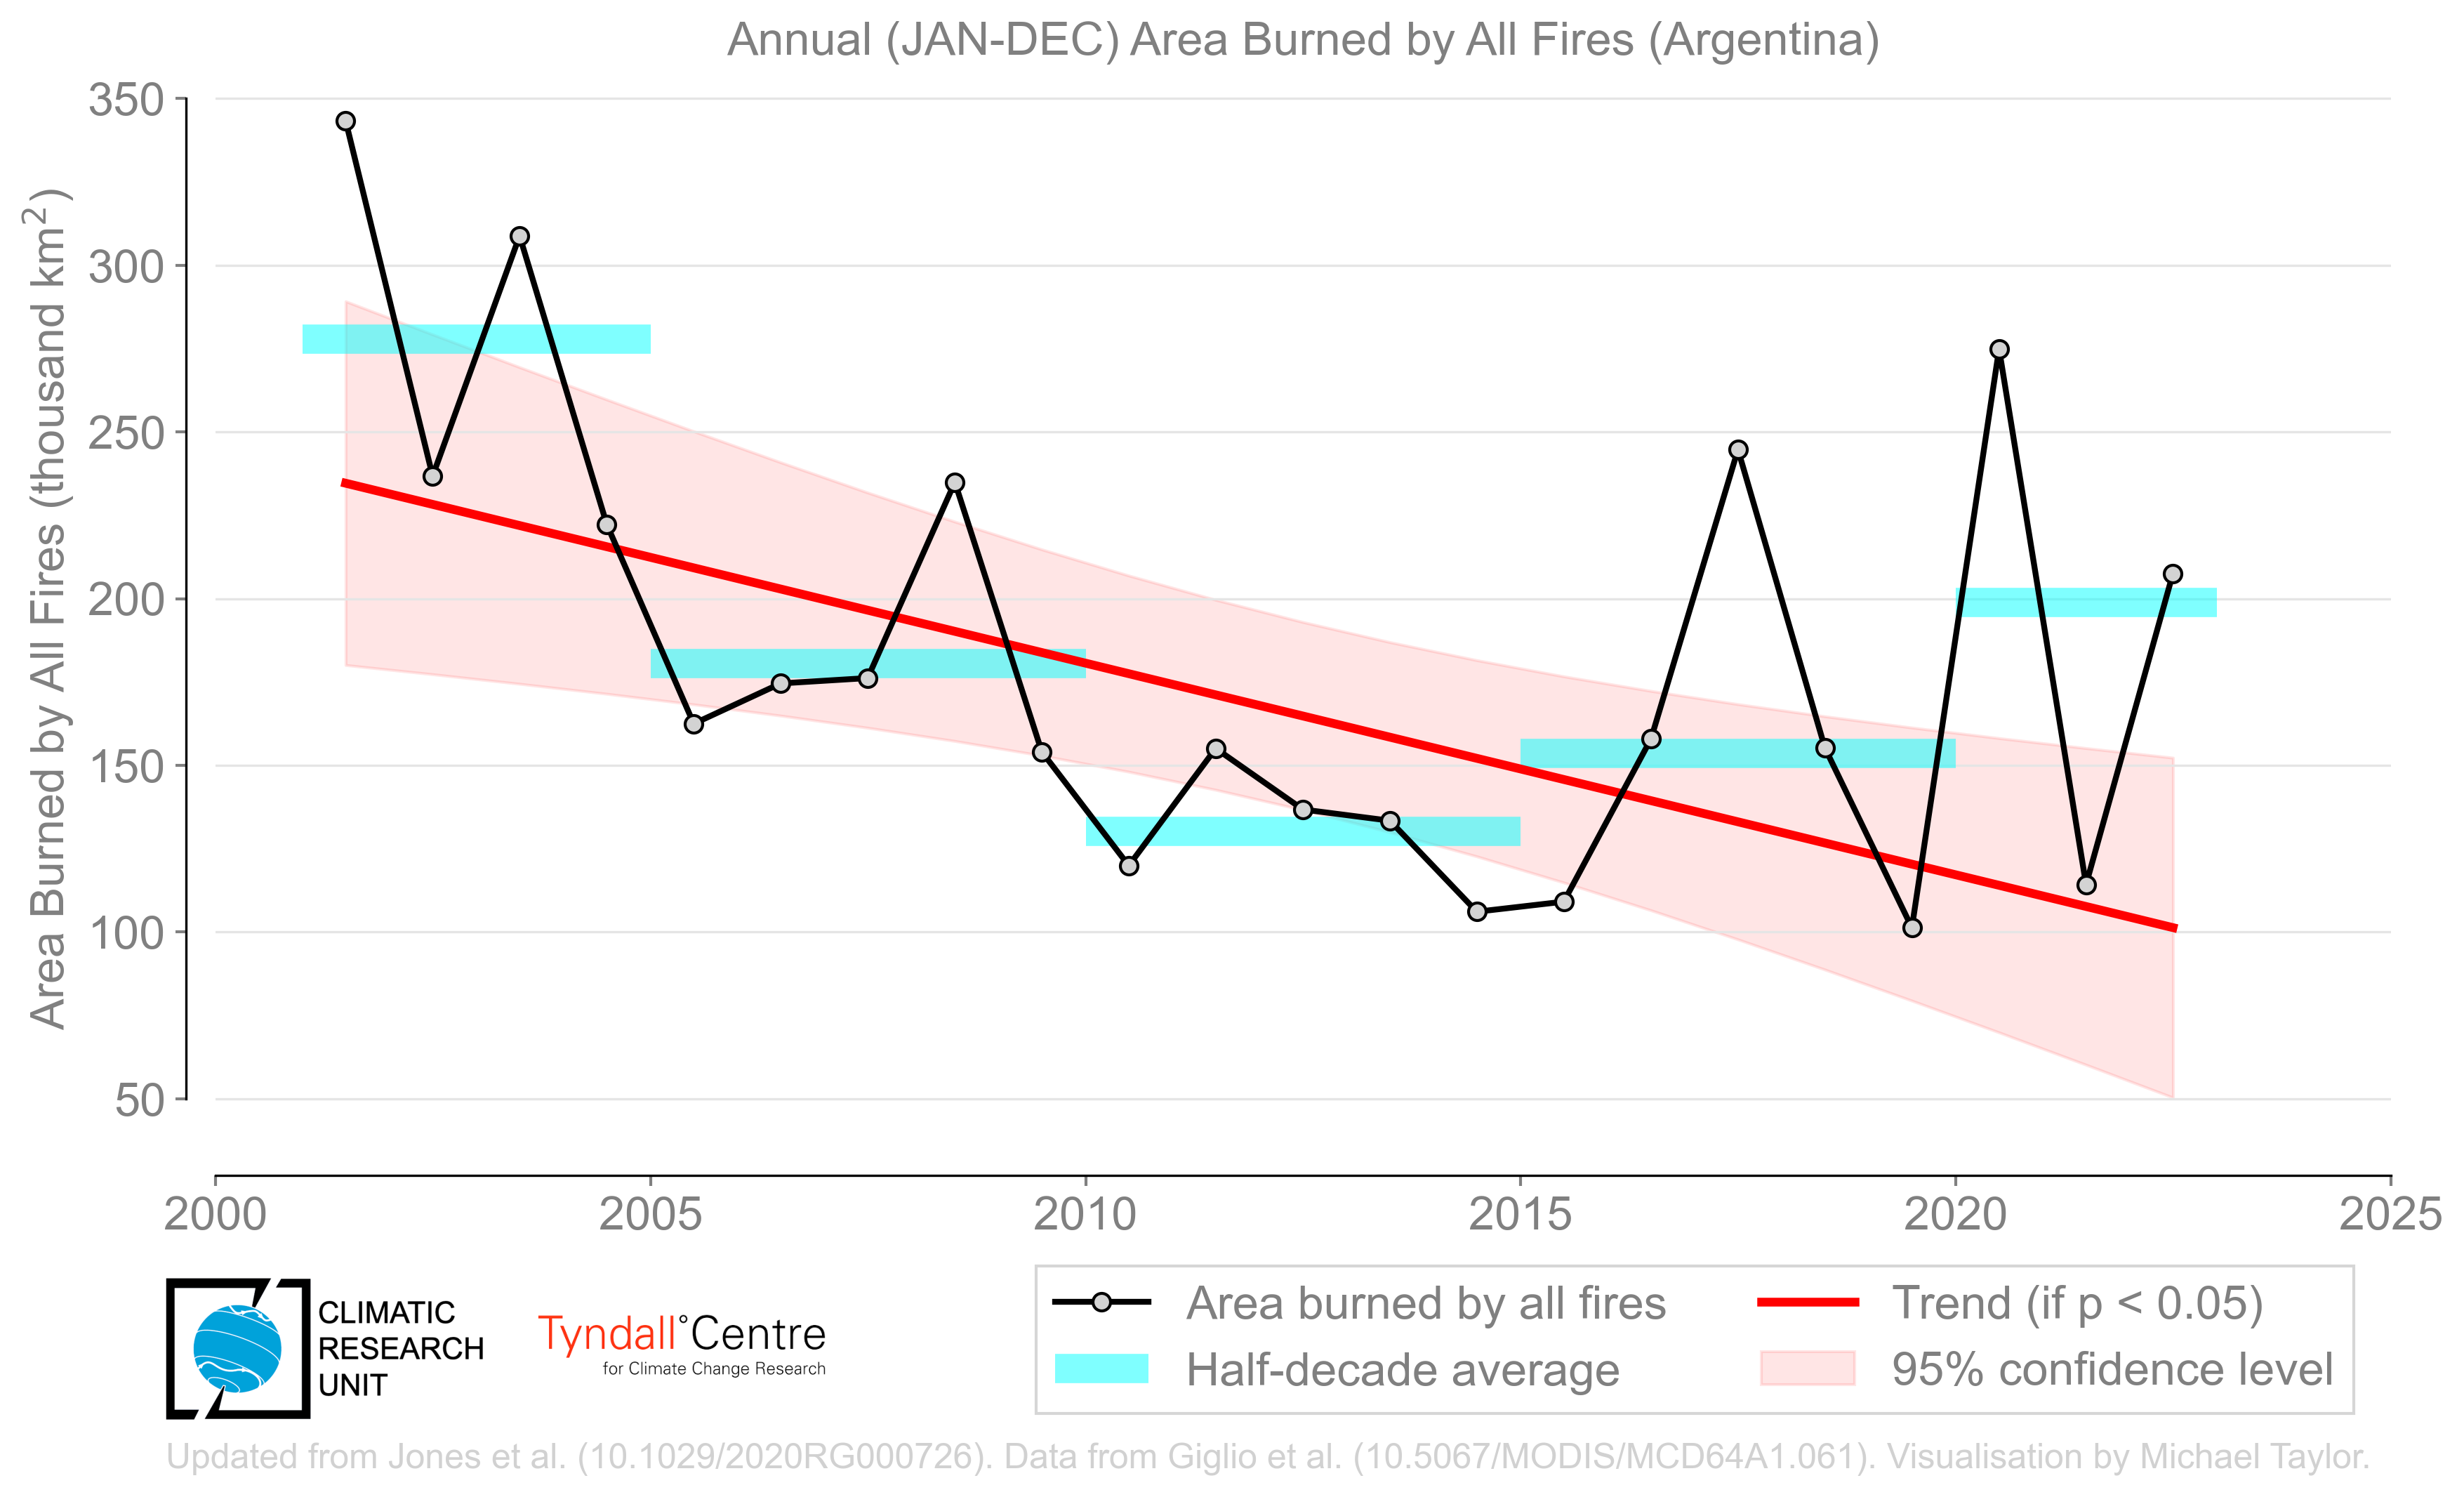 Annual (JAN-DEC) Area Burned by All Fires (Argentina)
Area Burned by All Fires (thousand km²)
350
300
250
200
150
100
50
2000 2005 2010 2015 2020 2025
CLIMATIC
RESEARCH
UNIT
Tyndall°Centre
for Climate Change Research
Area burned by all fires
Half-decade average
Trend (if p < 0.05)
95% confidence level
Updated from Jones et al. (10.1029/2020RG000726). Data from Giglio et al. (10.5067/MODIS/MCD64A1.061). Visualisation by Michael Taylor.